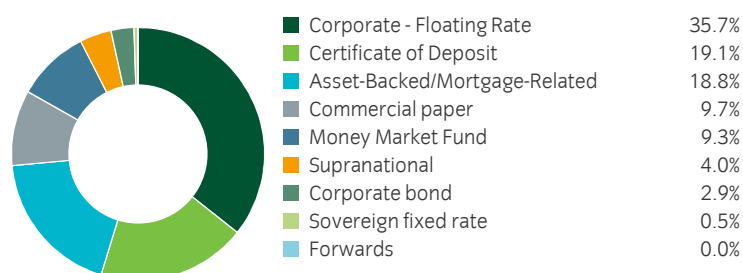 Corporate - Floating Rate 35.7%
Certificate of Deposit 19.1%
Asset-Backed/Mortgage-Related 18.8%
Commercial paper 9.7%
Money Market Fund 9.3%
Supranational 4.0%
Corporate bond 2.9%
Sovereign fixed rate 0.5%
Forwards 0.0%